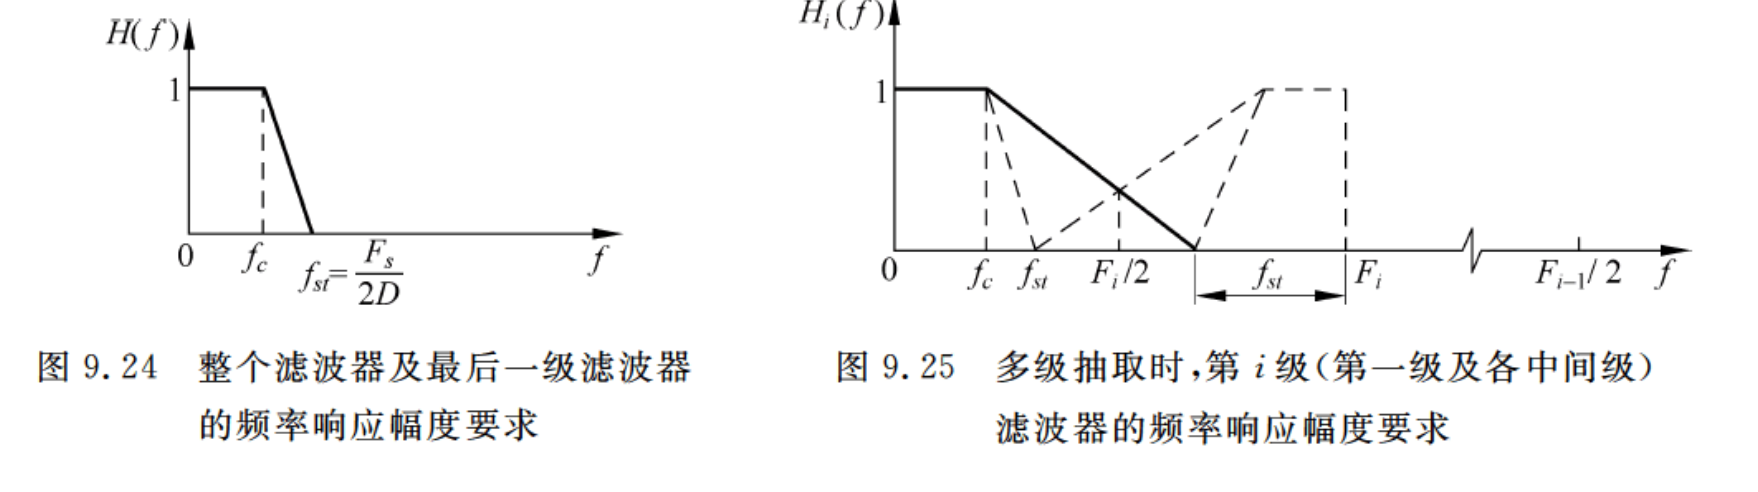 H(f)
1
0
f_c
f_{st}=\frac{F_s}{2D}
f
图 9.24 整个滤波器及最后一级滤波器
的频率响应幅度要求
H_i(f)
1
0
f_c
f_{st}
F_i/2
f_{st}
F_i
F_{i-1}/2
f
图 9.25 多级抽取时,第 i 级(第一级及各中间级)
滤波器的频率响应幅度要求